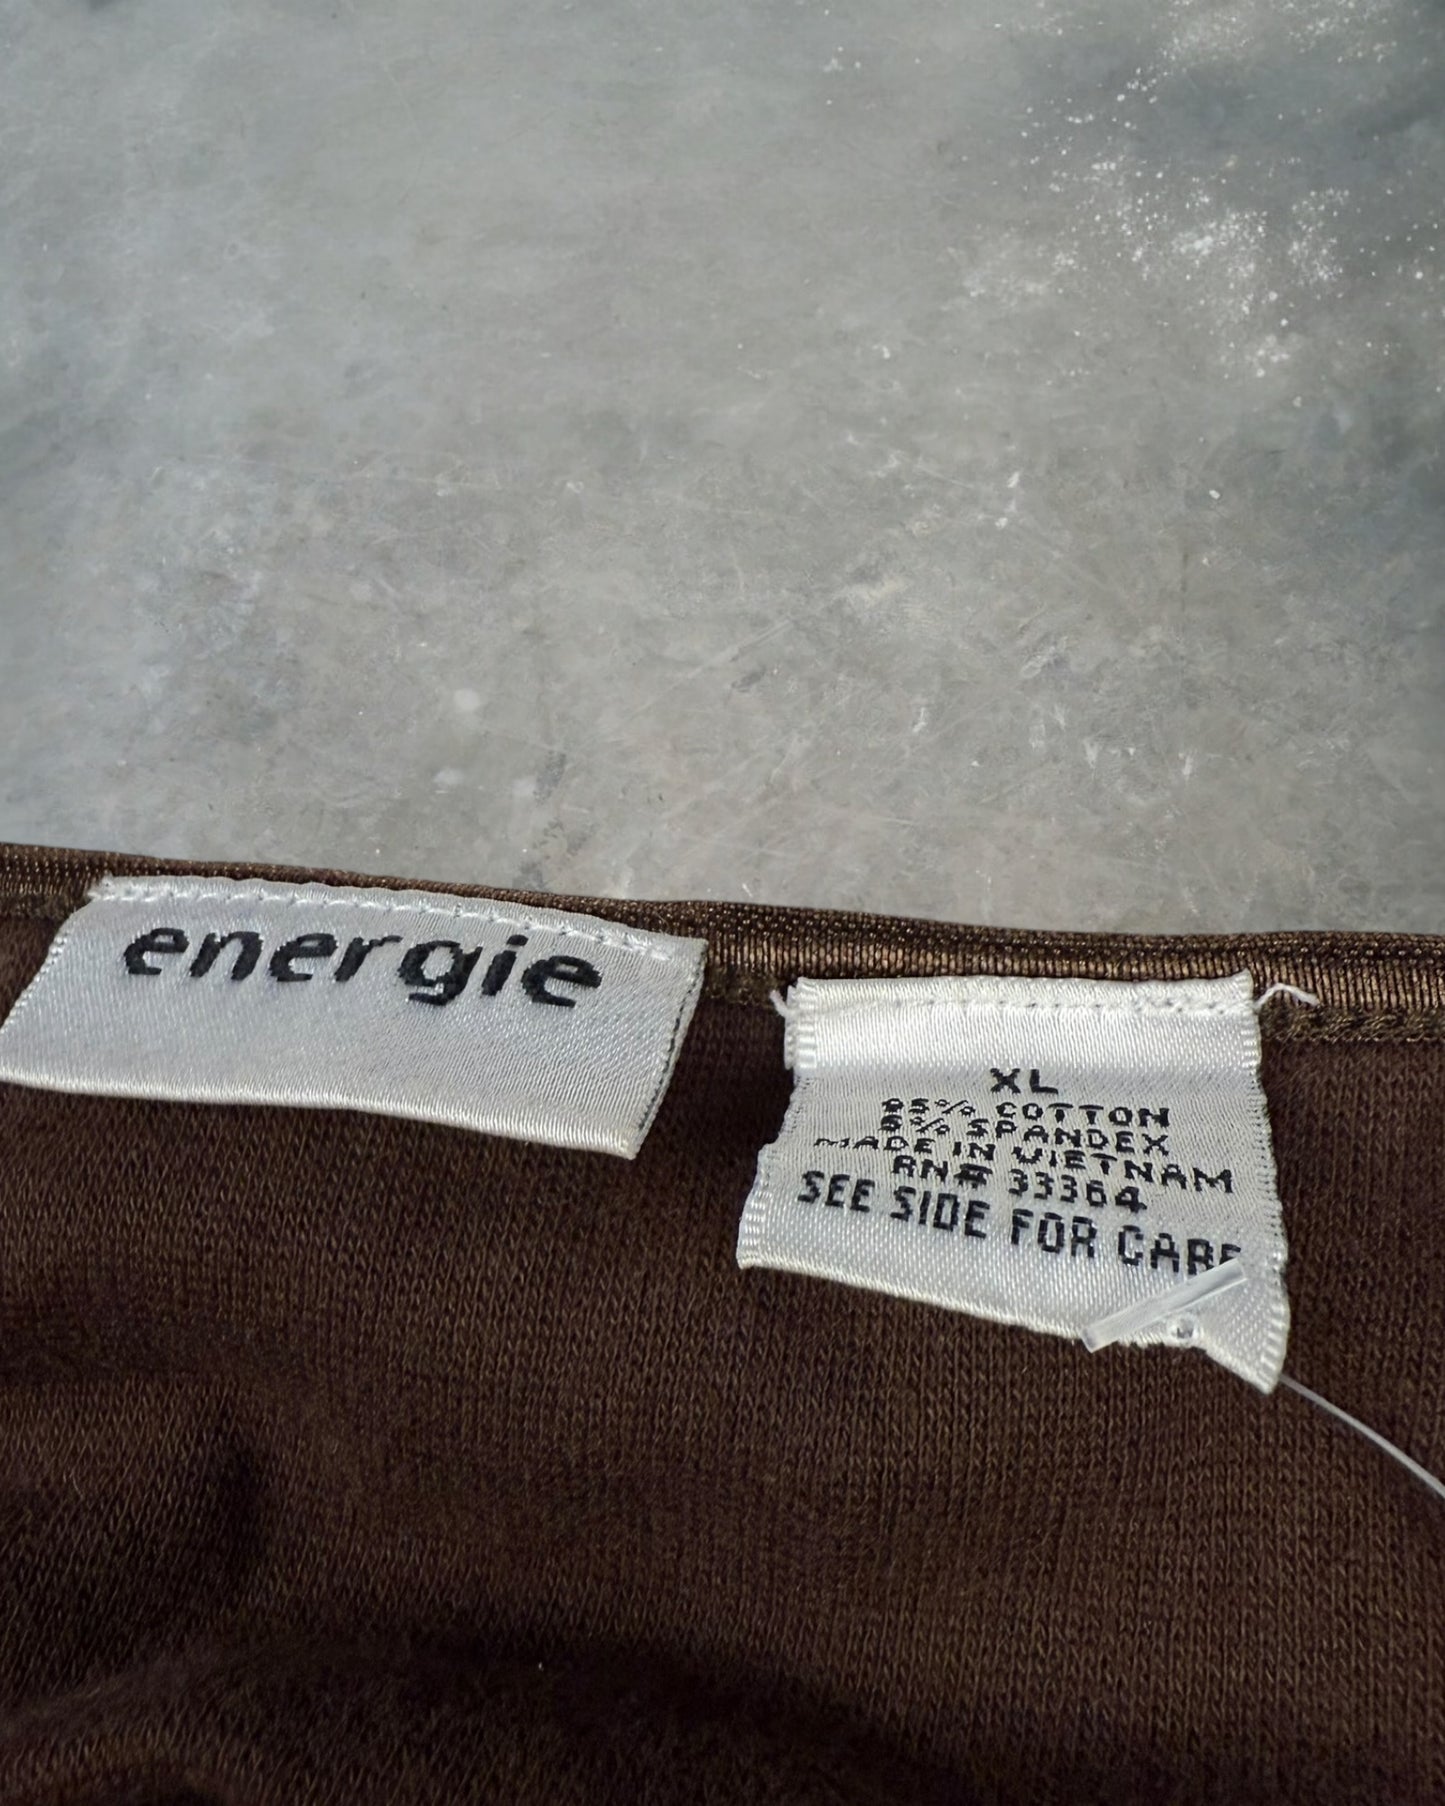 energie
XL
95% COTTON
5% SPANDEX
MADE IN VIETNAM
RN# 33364
SEE SIDE FOR CARE